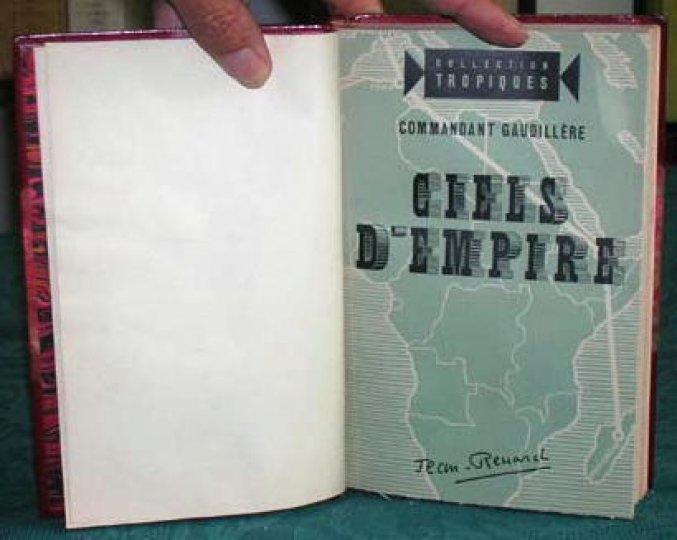 COLLECTION
TROPIQUES
COMMANDANT GAUDILLÈRE
CIELS
D'EMPIRE
Jean-Renard